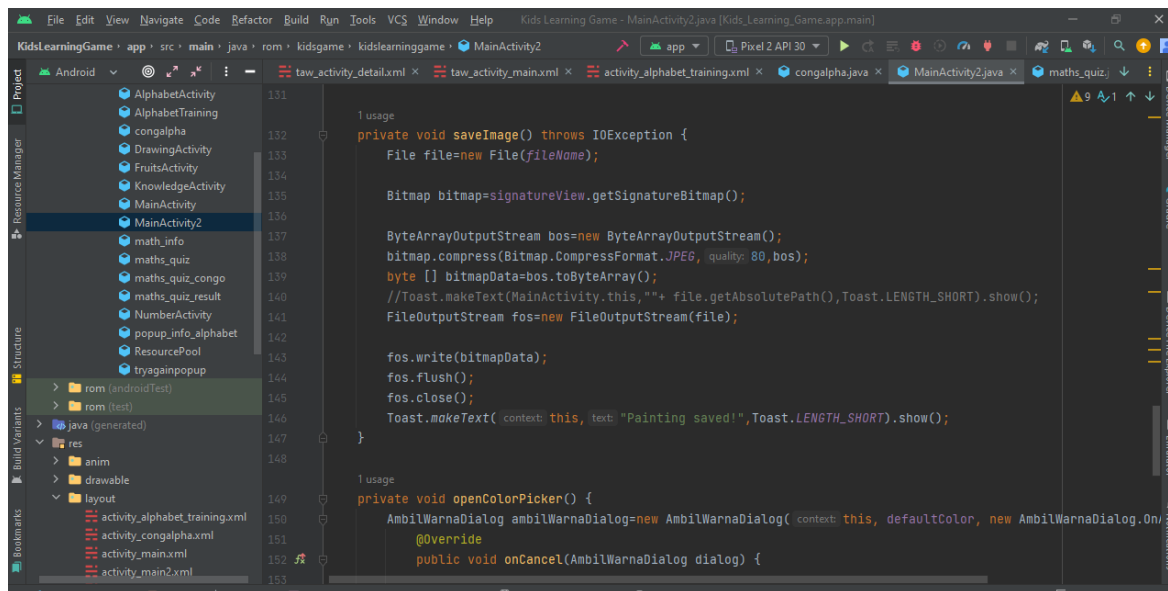 File Edit View Navigate Code Refactor Build Run Tools VCS Window Help Kids Learning Game - MainActivity2.java [Kids_Learning_Game.app.main]
KidsLearningGame app src main java rom kidsgame kidslearninggame MainActivity2 app Pixel 2 API 30
Android taw_activity_detail.xml taw_activity_main.xml activity_alphabet_training.xml congalpha.java MainActivity2.java maths_quiz.j
Project
Resource Manager
Structure
Build Variants
Bookmarks
AlphabetActivity
AlphabetTraining
congalpha
DrawingActivity
FruitsActivity
KnowledgeActivity
MainActivity
MainActivity2
math_info
maths_quiz
maths_quiz_congo
maths_quiz_result
NumberActivity
popup_info_alphabet
ResourcePool
tryagainpopup
rom (androidTest)
rom (test)
java (generated)
res
anim
drawable
layout
activity_alphabet_training.xml
activity_congalpha.xml
activity_main.xml
activity_main2.xml
9 1
131
1 usage
132 private void saveImage() throws IOException {
133 File file=new File(fileName);
134
135 Bitmap bitmap=signatureView.getSignatureBitmap();
136
137 ByteArrayOutputStream bos=new ByteArrayOutputStream();
138 bitmap.compress(Bitmap.CompressFormat.JPEG, quality: 80,bos);
139 byte [] bitmapData=bos.toByteArray();
140 //Toast.makeText(MainActivity.this,""+ file.getAbsolutePath(),Toast.LENGTH_SHORT).show();
141 FileOutputStream fos=new FileOutputStream(file);
142
143 fos.write(bitmapData);
144 fos.flush();
145 fos.close();
146 Toast.makeText( context: this, text: "Painting saved!",Toast.LENGTH_SHORT).show();
147 }
148
1 usage
149 private void openColorPicker() {
150 AmbilWarnaDialog ambilWarnaDialog=new AmbilWarnaDialog( context: this, defaultColor, new AmbilWarnaDialog.OnA
151 @Override
152 public void onCancel(AmbilWarnaDialog dialog) {
153